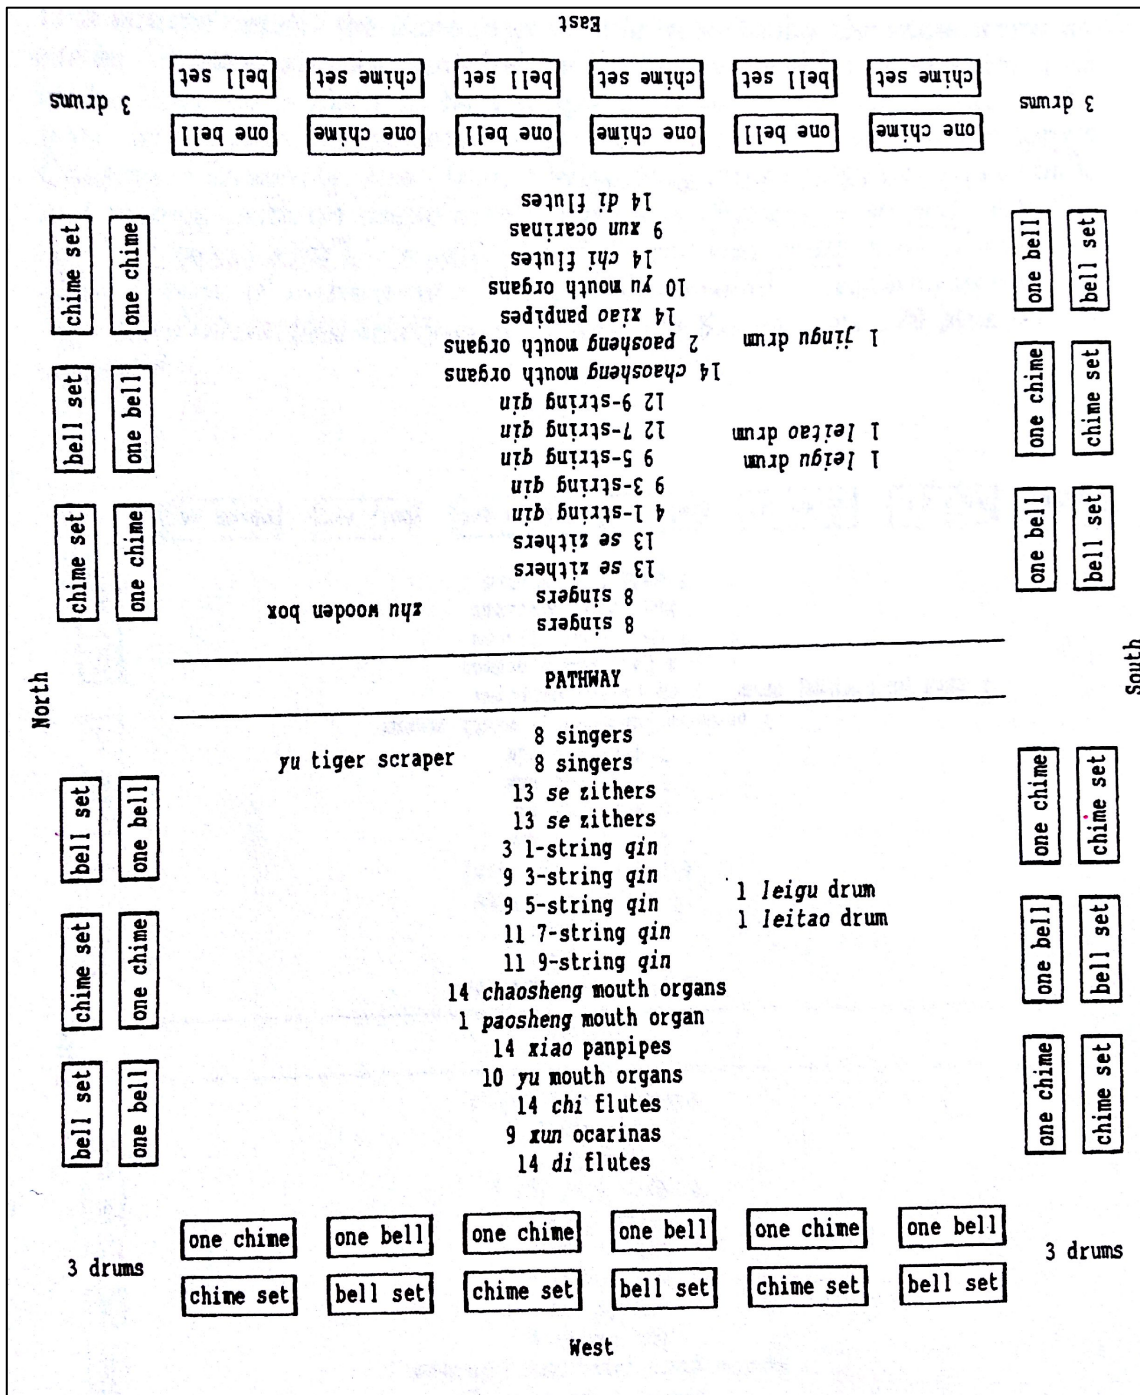 East
bell set
chime set
bell set
chime set
bell set
chime set
3 drums
3 drums
one bell
one chime
one bell
one chime
one bell
one chime
14 di flutes
9 xun ocarinas
14 chi flutes
10 yu mouth organs
14 xiao panpipes
2 paosheng mouth organs
1 jingu drum
14 chaosheng mouth organs
12 9-string qin
12 7-string qin
1 leitao drum
9 5-string qin
1 leigu drum
9 3-string qin
4 1-string qin
13 se zithers
13 se zithers
8 singers
zhu wooden box
8 singers
chime set
one chime
bell set
one bell
chime set
one chime
one bell
bell set
one chime
chime set
one bell
bell set
North
PATHWAY
South
8 singers
yu tiger scraper
8 singers
13 se zithers
13 se zithers
3 1-string qin
9 3-string qin
1 leigu drum
9 5-string qin
1 leitao drum
11 7-string qin
11 9-string qin
14 chaosheng mouth organs
1 paosheng mouth organ
14 xiao panpipes
10 yu mouth organs
14 chi flutes
9 xun ocarinas
14 di flutes
bell set
one bell
chime set
one chime
bell set
one bell
one chime
chime set
one bell
bell set
one chime
chime set
one chime
one bell
one chime
one bell
one chime
one bell
3 drums
3 drums
chime set
bell set
chime set
bell set
chime set
bell set
West